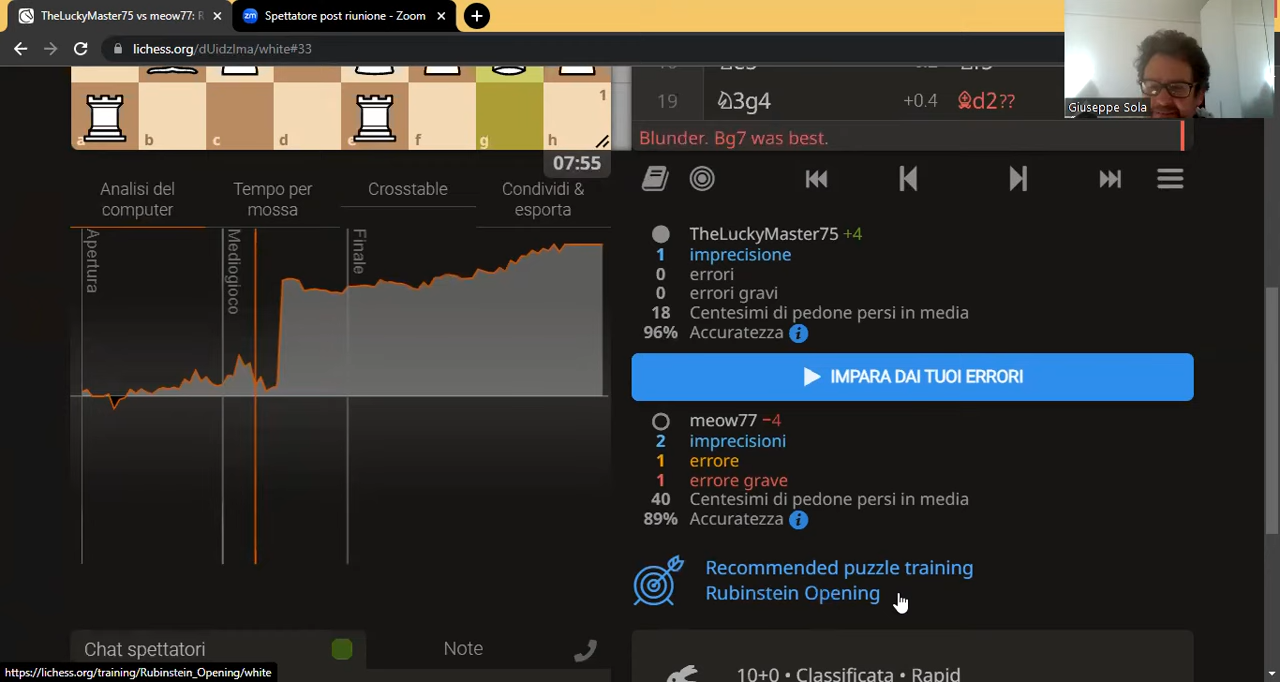 TheLuckyMaster75 vs meow77: R
Spettatore post riunione - Zoom
lichess.org/dUidzIma/white#33
Giuseppe Sola
19 ♘3g4 +0.4 ♝d2??
Blunder. Bg7 was best.
1
a b c d e f g h
07:55
Analisi del computer
Tempo per mossa
Crosstable
Condividi & esporta
Apertura
Mediogioco
Finale
TheLuckyMaster75 +4
1 imprecisione
0 errori
0 errori gravi
18 Centesimi di pedone persi in media
96% Accuratezza
IMPARA DAI TUOI ERRORI
meow77 −4
2 imprecisioni
1 errore
1 errore grave
40 Centesimi di pedone persi in media
89% Accuratezza
Recommended puzzle training
Rubinstein Opening
Chat spettatori
Note
10+0 • Classificata • Rapid
https://lichess.org/training/Rubinstein_Opening/white